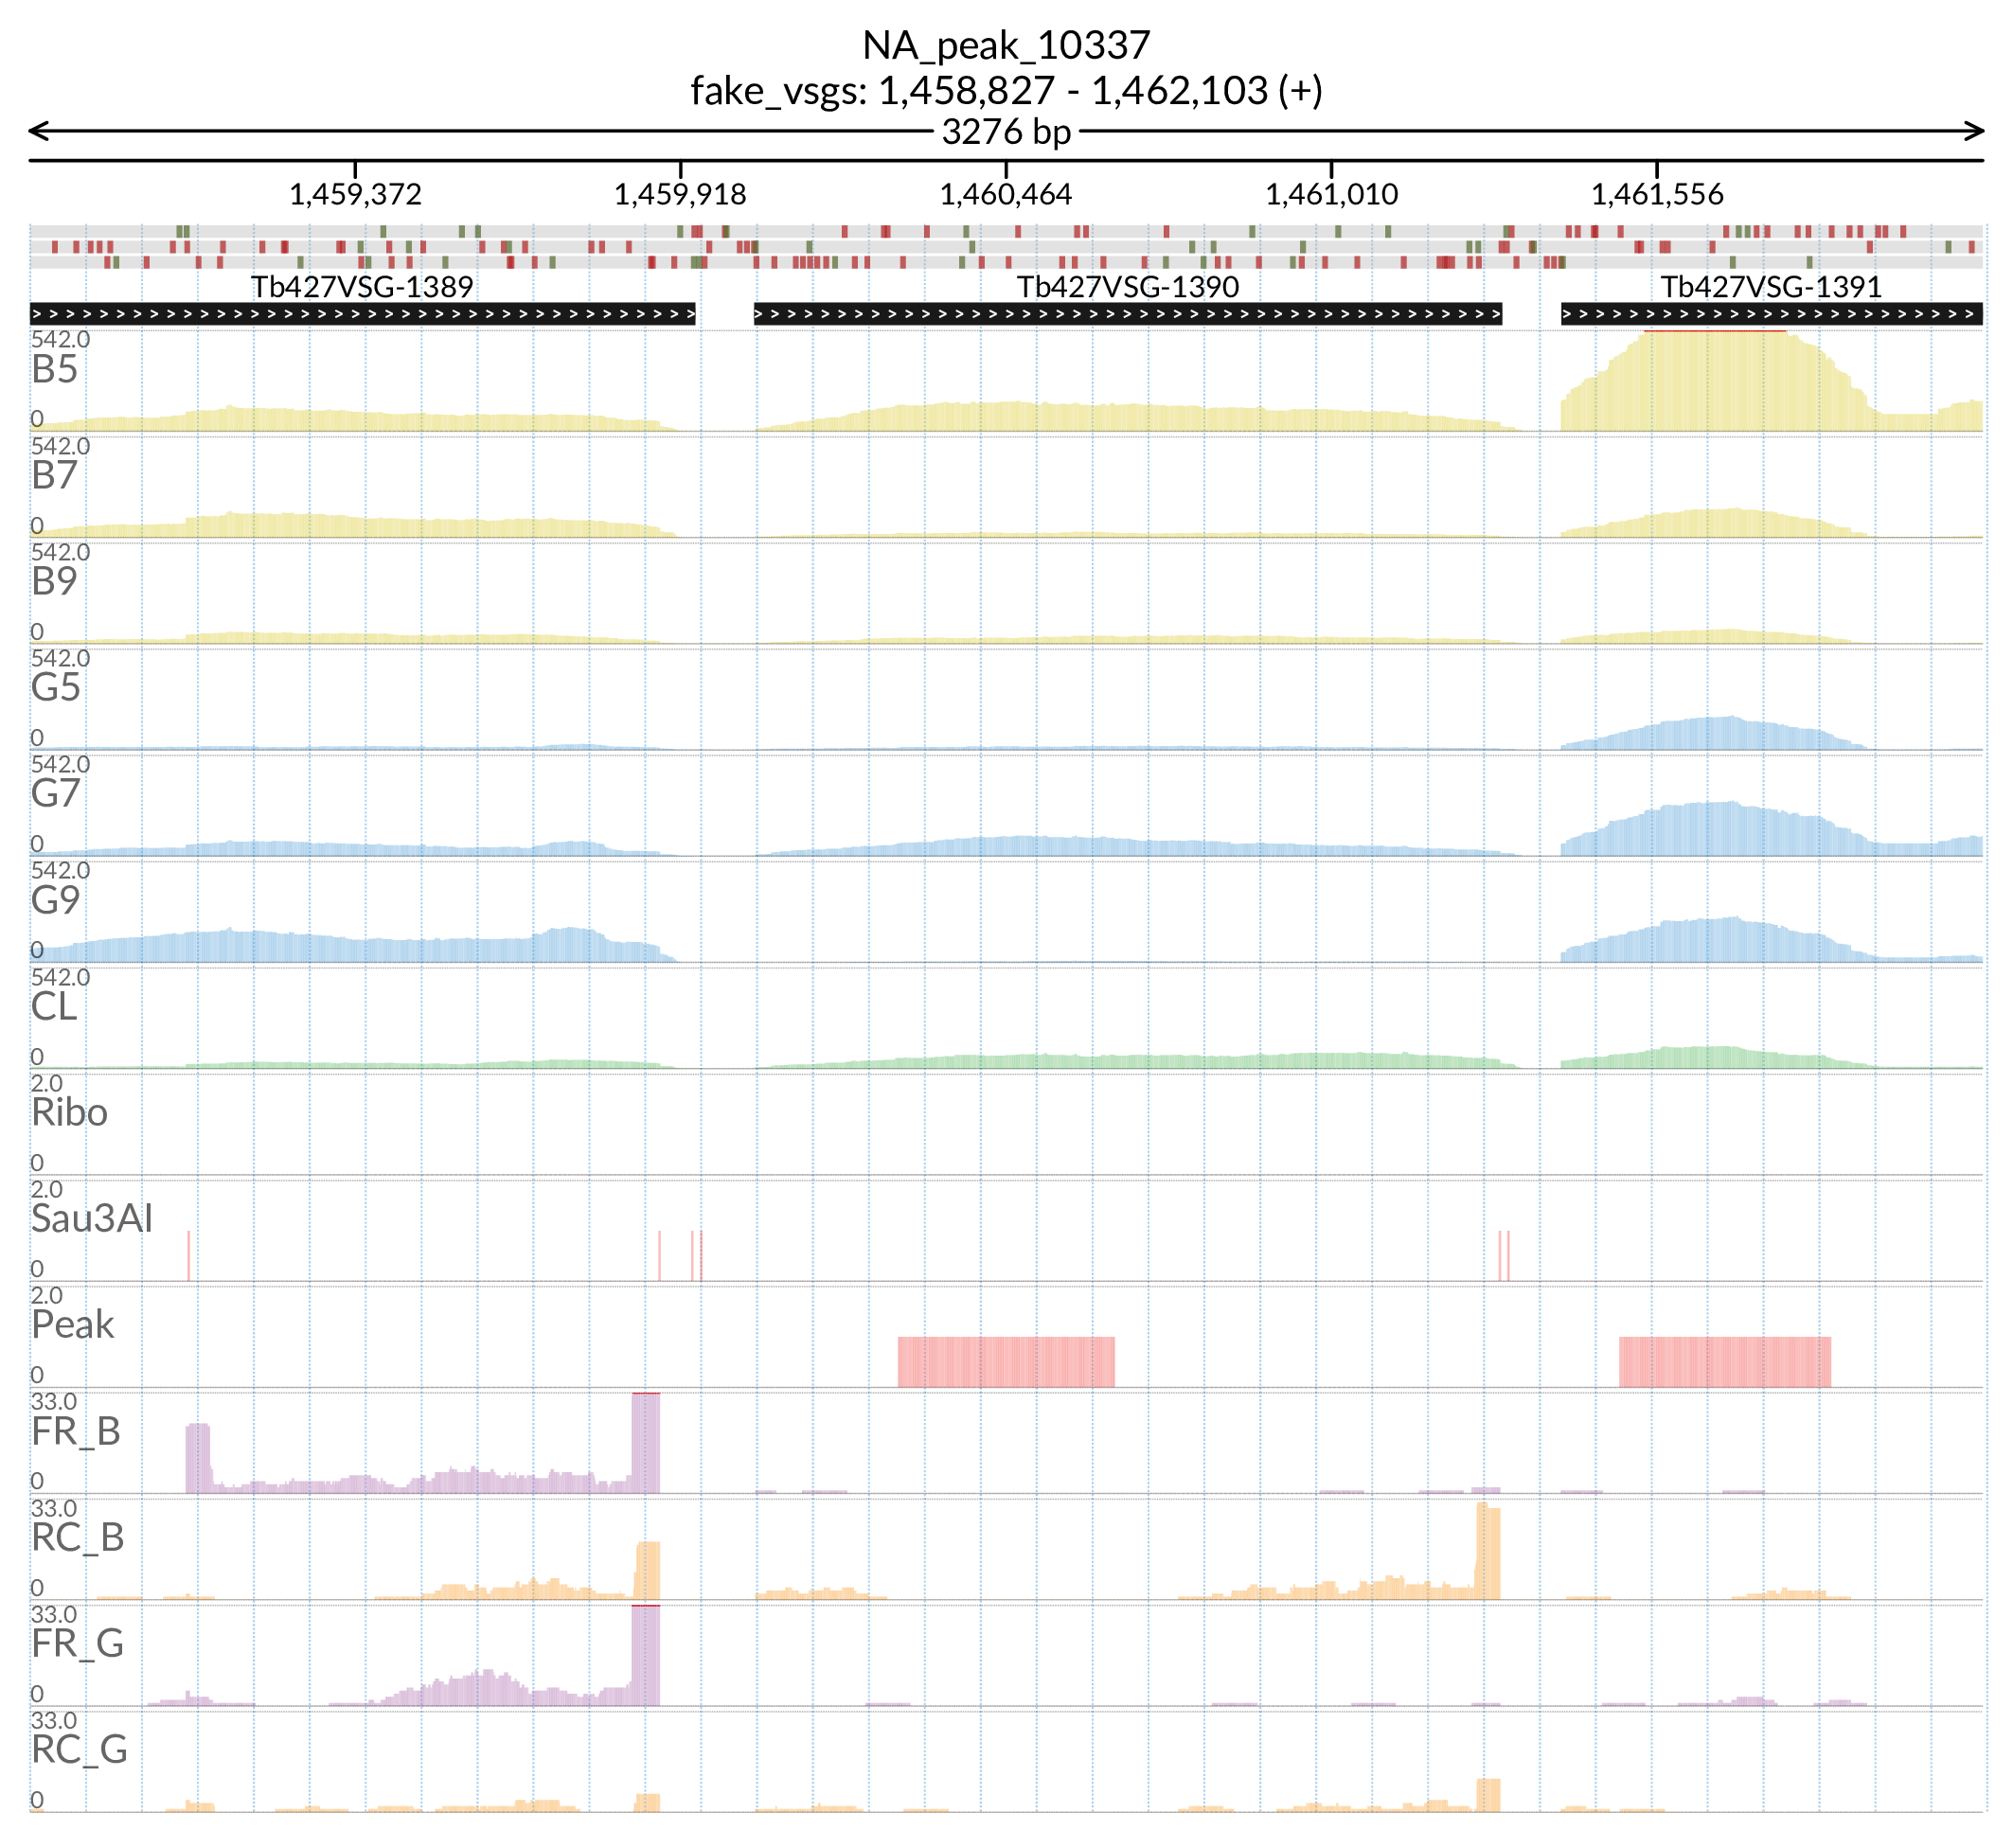 NA_peak_10337
fake_vsgs: 1,458,827 - 1,462,103 (+)
3276 bp
1,459,372 1,459,918 1,460,464 1,461,010 1,461,556
Tb427VSG-1389 Tb427VSG-1390 Tb427VSG-1391
542.0
B5
0
542.0
B7
0
542.0
B9
0
542.0
G5
0
542.0
G7
0
542.0
G9
0
542.0
CL
0
2.0
Ribo
0
2.0
Sau3AI
0
2.0
Peak
0
33.0
FR_B
0
33.0
RC_B
0
33.0
FR_G
0
33.0
RC_G
0